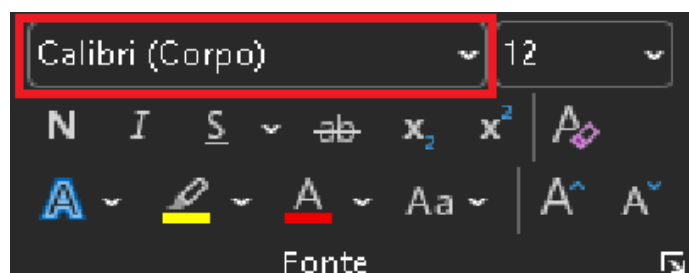 Calibri (Corpo) 12
N I S ab x₂ x²  A
A A Aa A A
Fonte